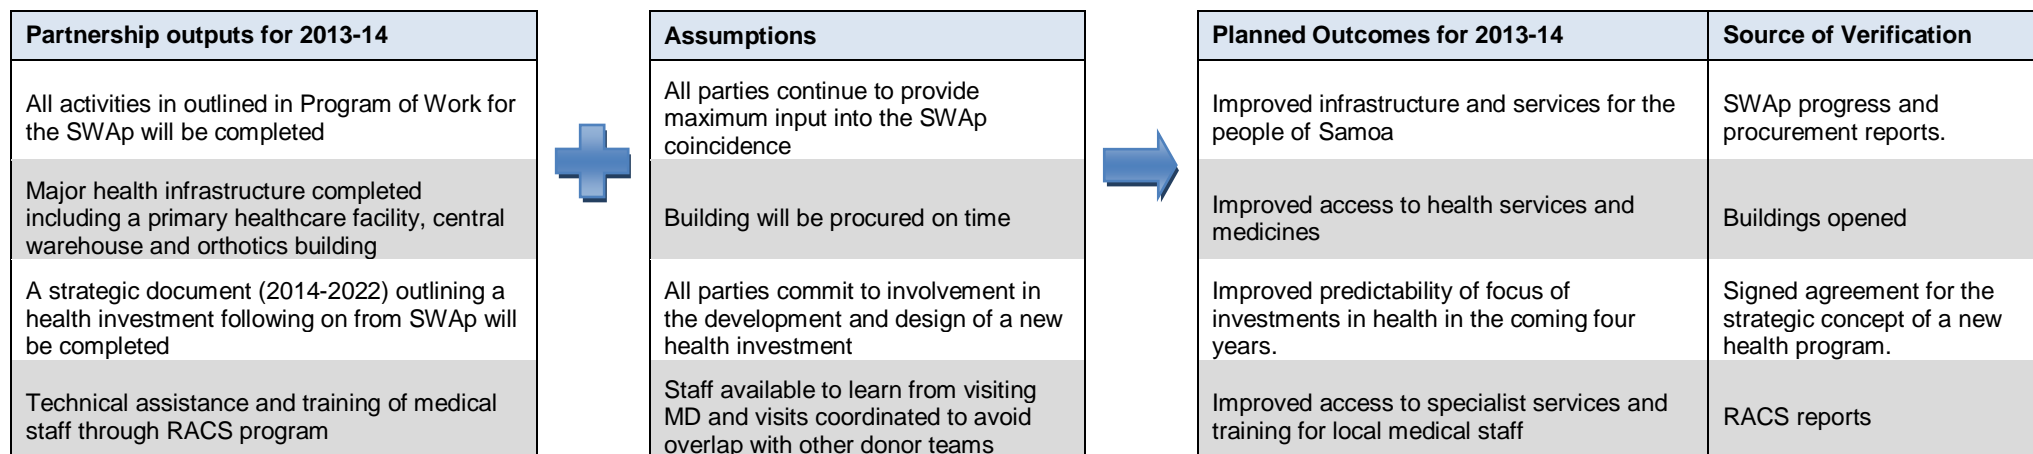 Partnership outputs for 2013-14
All activities in outlined in Program of Work for
the SWAp will be completed
Major health infrastructure completed
including a primary healthcare facility, central
warehouse and orthotics building
A strategic document (2014-2022) outlining a
health investment following on from SWAp will
be completed
Technical assistance and training of medical
staff through RACS program
Assumptions
All parties continue to provide
maximum input into the SWAp
coincidence
Building will be procured on time
All parties commit to involvement in
the development and design of a new
health investment
Staff available to learn from visiting
MD and visits coordinated to avoid
overlap with other donor teams
Planned Outcomes for 2013-14
Improved infrastructure and services for the
people of Samoa
Improved access to health services and
medicines
Improved predictability of focus of
investments in health in the coming four
years.
Improved access to specialist services and
training for local medical staff
Source of Verification
SWAp progress and
procurement reports.
Buildings opened
Signed agreement for the
strategic concept of a new
health program.
RACS reports